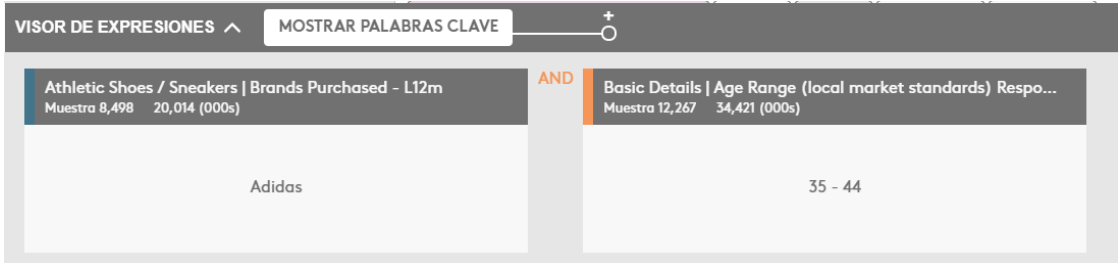 VISOR DE EXPRESIONES
MOSTRAR PALABRAS CLAVE
+
Athletic Shoes / Sneakers | Brands Purchased - L12m
Muestra 8,498 20,014 (000s)
Adidas
AND
Basic Details | Age Range (local market standards) Respo...
Muestra 12,267 34,421 (000s)
35 - 44